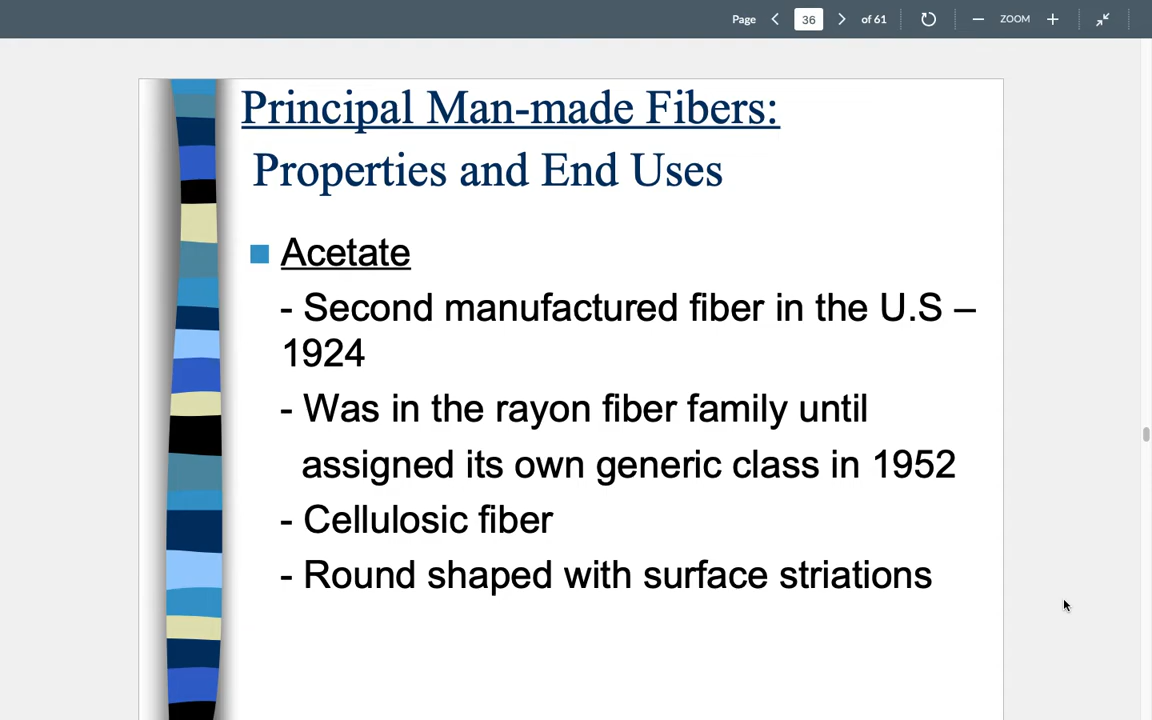 Page 36 of 61 ZOOM
Principal Man-made Fibers:
Properties and End Uses
Acetate
- Second manufactured fiber in the U.S –
1924
- Was in the rayon fiber family until
assigned its own generic class in 1952
- Cellulosic fiber
- Round shaped with surface striations